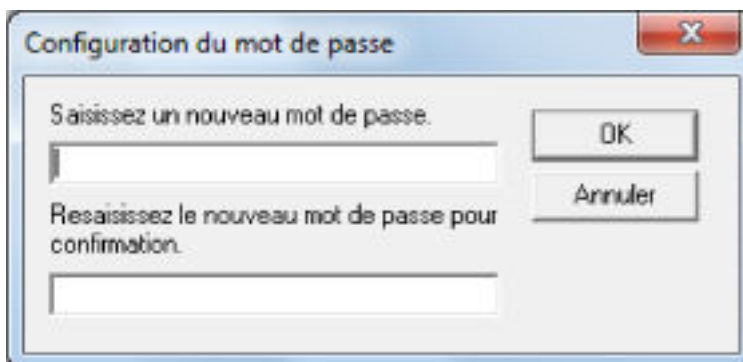 Configuration du mot de passe
Saisissez un nouveau mot de passe.
OK
Annuler
Resaisissez le nouveau mot de passe pour
confirmation.